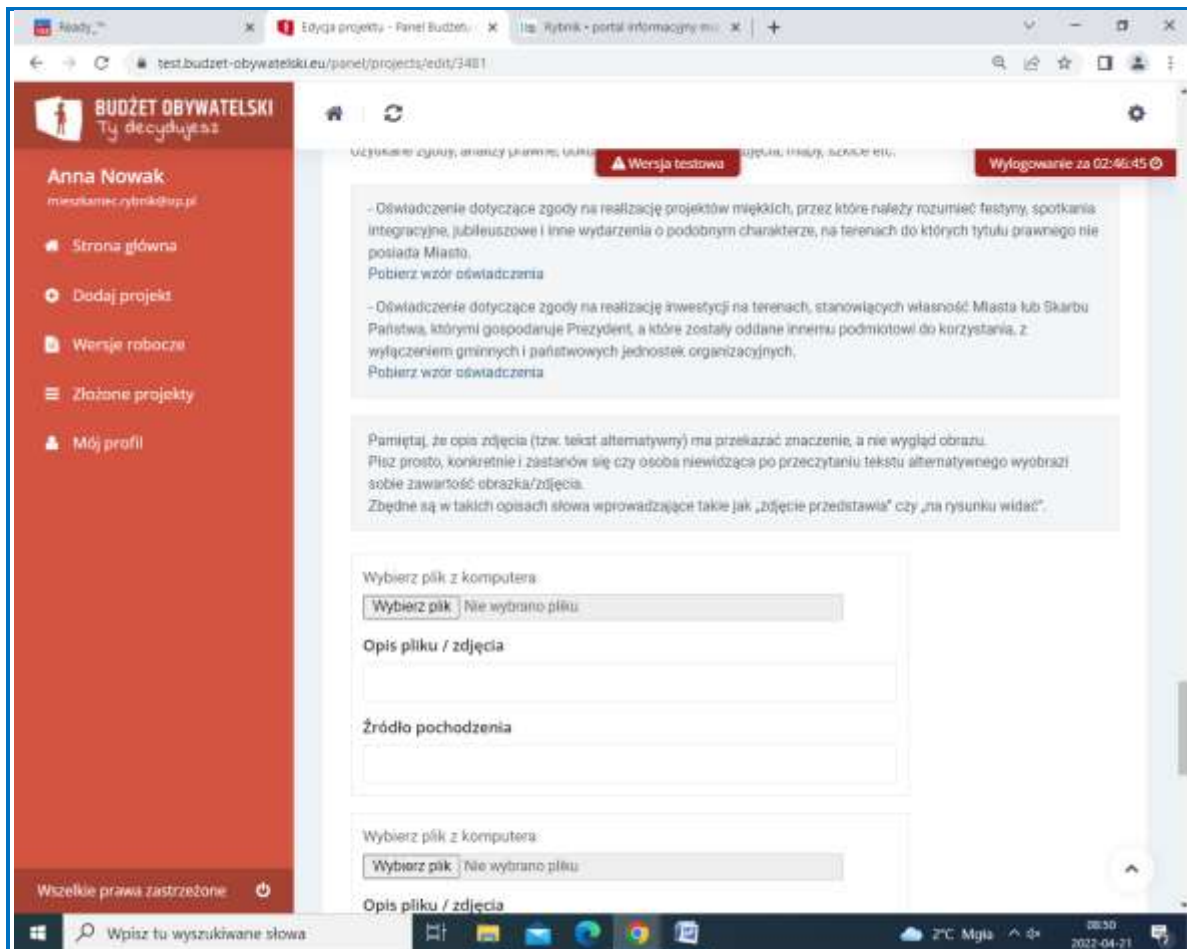 Ready_™
Edycja projektu - Panel Budżetu
Rybnik - portal informacyjny
test.budzet-obywatelski.eu/panel/projects/edit/3481
BUDŻET OBYWATELSKI
Ty decydujesz
Anna Nowak
mieszkaniec.rybnik@op.pl
Strona główna
Dodaj projekt
Wersje robocze
Złożone projekty
Mój profil
Wszelkie prawa zastrzeżone
Uzyskane zgody, analizy prawne, mapy, szkice etc.
Wersja testowa
Wylogowanie za 02:46:45
- Oświadczenie dotyczące zgody na realizację projektów miękkich, przez które należy rozumieć festyny, spotkania
integracyjne, jubileuszowe i inne wydarzenia o podobnym charakterze, na terenach do których tytułu prawnego nie
posiada Miasto.
Pobierz wzór oświadczenia
- Oświadczenie dotyczące zgody na realizację inwestycji na terenach, stanowiących własność Miasta lub Skarbu
Państwa, którymi gospodaruje Prezydent, a które zostały oddane innemu podmiotowi do korzystania, z
wyłączeniem gminnych i państwowych jednostek organizacyjnych.
Pobierz wzór oświadczenia
Pamiętaj, że opis zdjęcia (tzw. tekst alternatywny) ma przekazać znaczenie, a nie wygląd obrazu.
Pisz prosto, konkretnie i zastanów się czy osoba niewidząca po przeczytaniu tekstu alternatywnego wyobrazi
sobie zawartość obrazka/zdjęcia.
Zbędne są w takich opisach słowa wprowadzające takie jak „zdjęcie przedstawia” czy „na rysunku widać”.
Wybierz plik z komputera
Wybierz plik Nie wybrano pliku
Opis pliku / zdjęcia
Źródło pochodzenia
Wybierz plik z komputera
Wybierz plik Nie wybrano pliku
Opis pliku / zdjęcia
Wpisz tu wyszukiwane słowa
2°C Mgła
08:50
2022-04-21